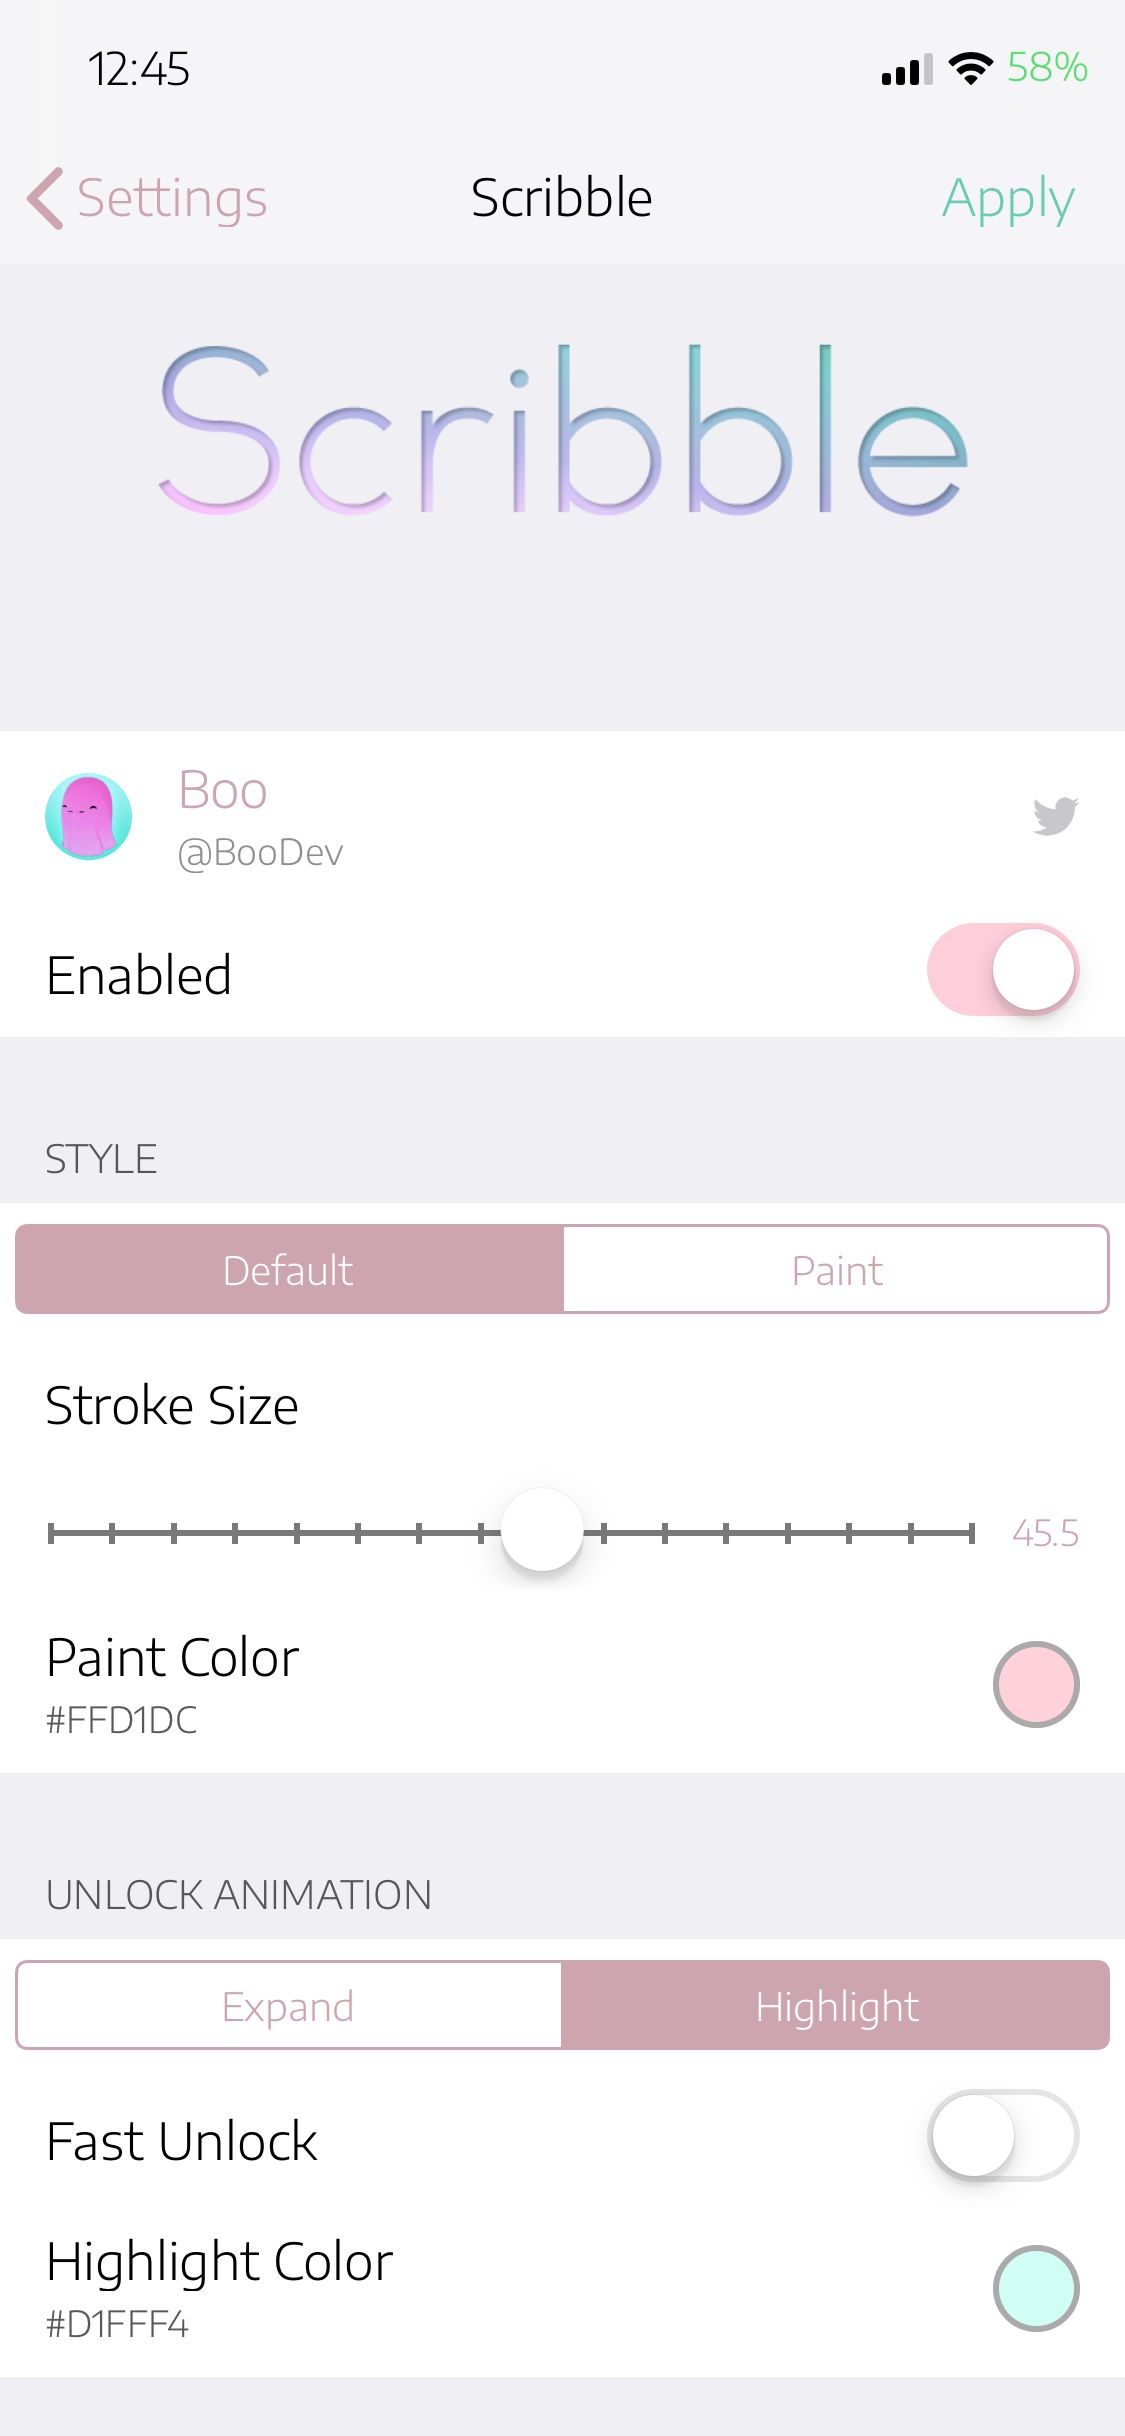 12:45 58%
Settings Scribble Apply
Scribble
Boo
@BooDev
Enabled
STYLE
Default Paint
Stroke Size
45.5
Paint Color
#FFD1DC
UNLOCK ANIMATION
Expand Highlight
Fast Unlock
Highlight Color
#D1FFF4